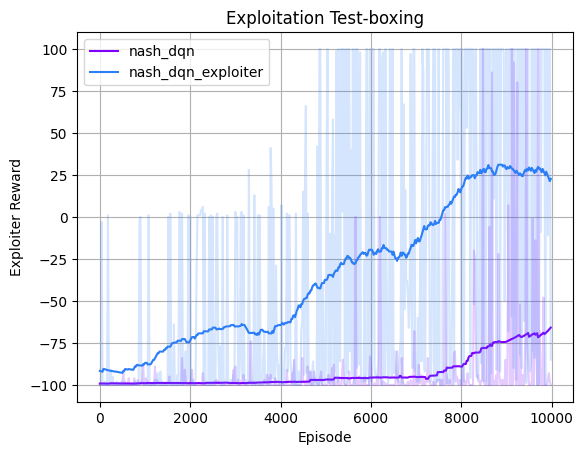 Exploitation Test-boxing
nash_dqn
nash_dqn_exploiter
Exploiter Reward
100
75
50
25
0
−25
−50
−75
−100
0 2000 4000 6000 8000 10000
Episode